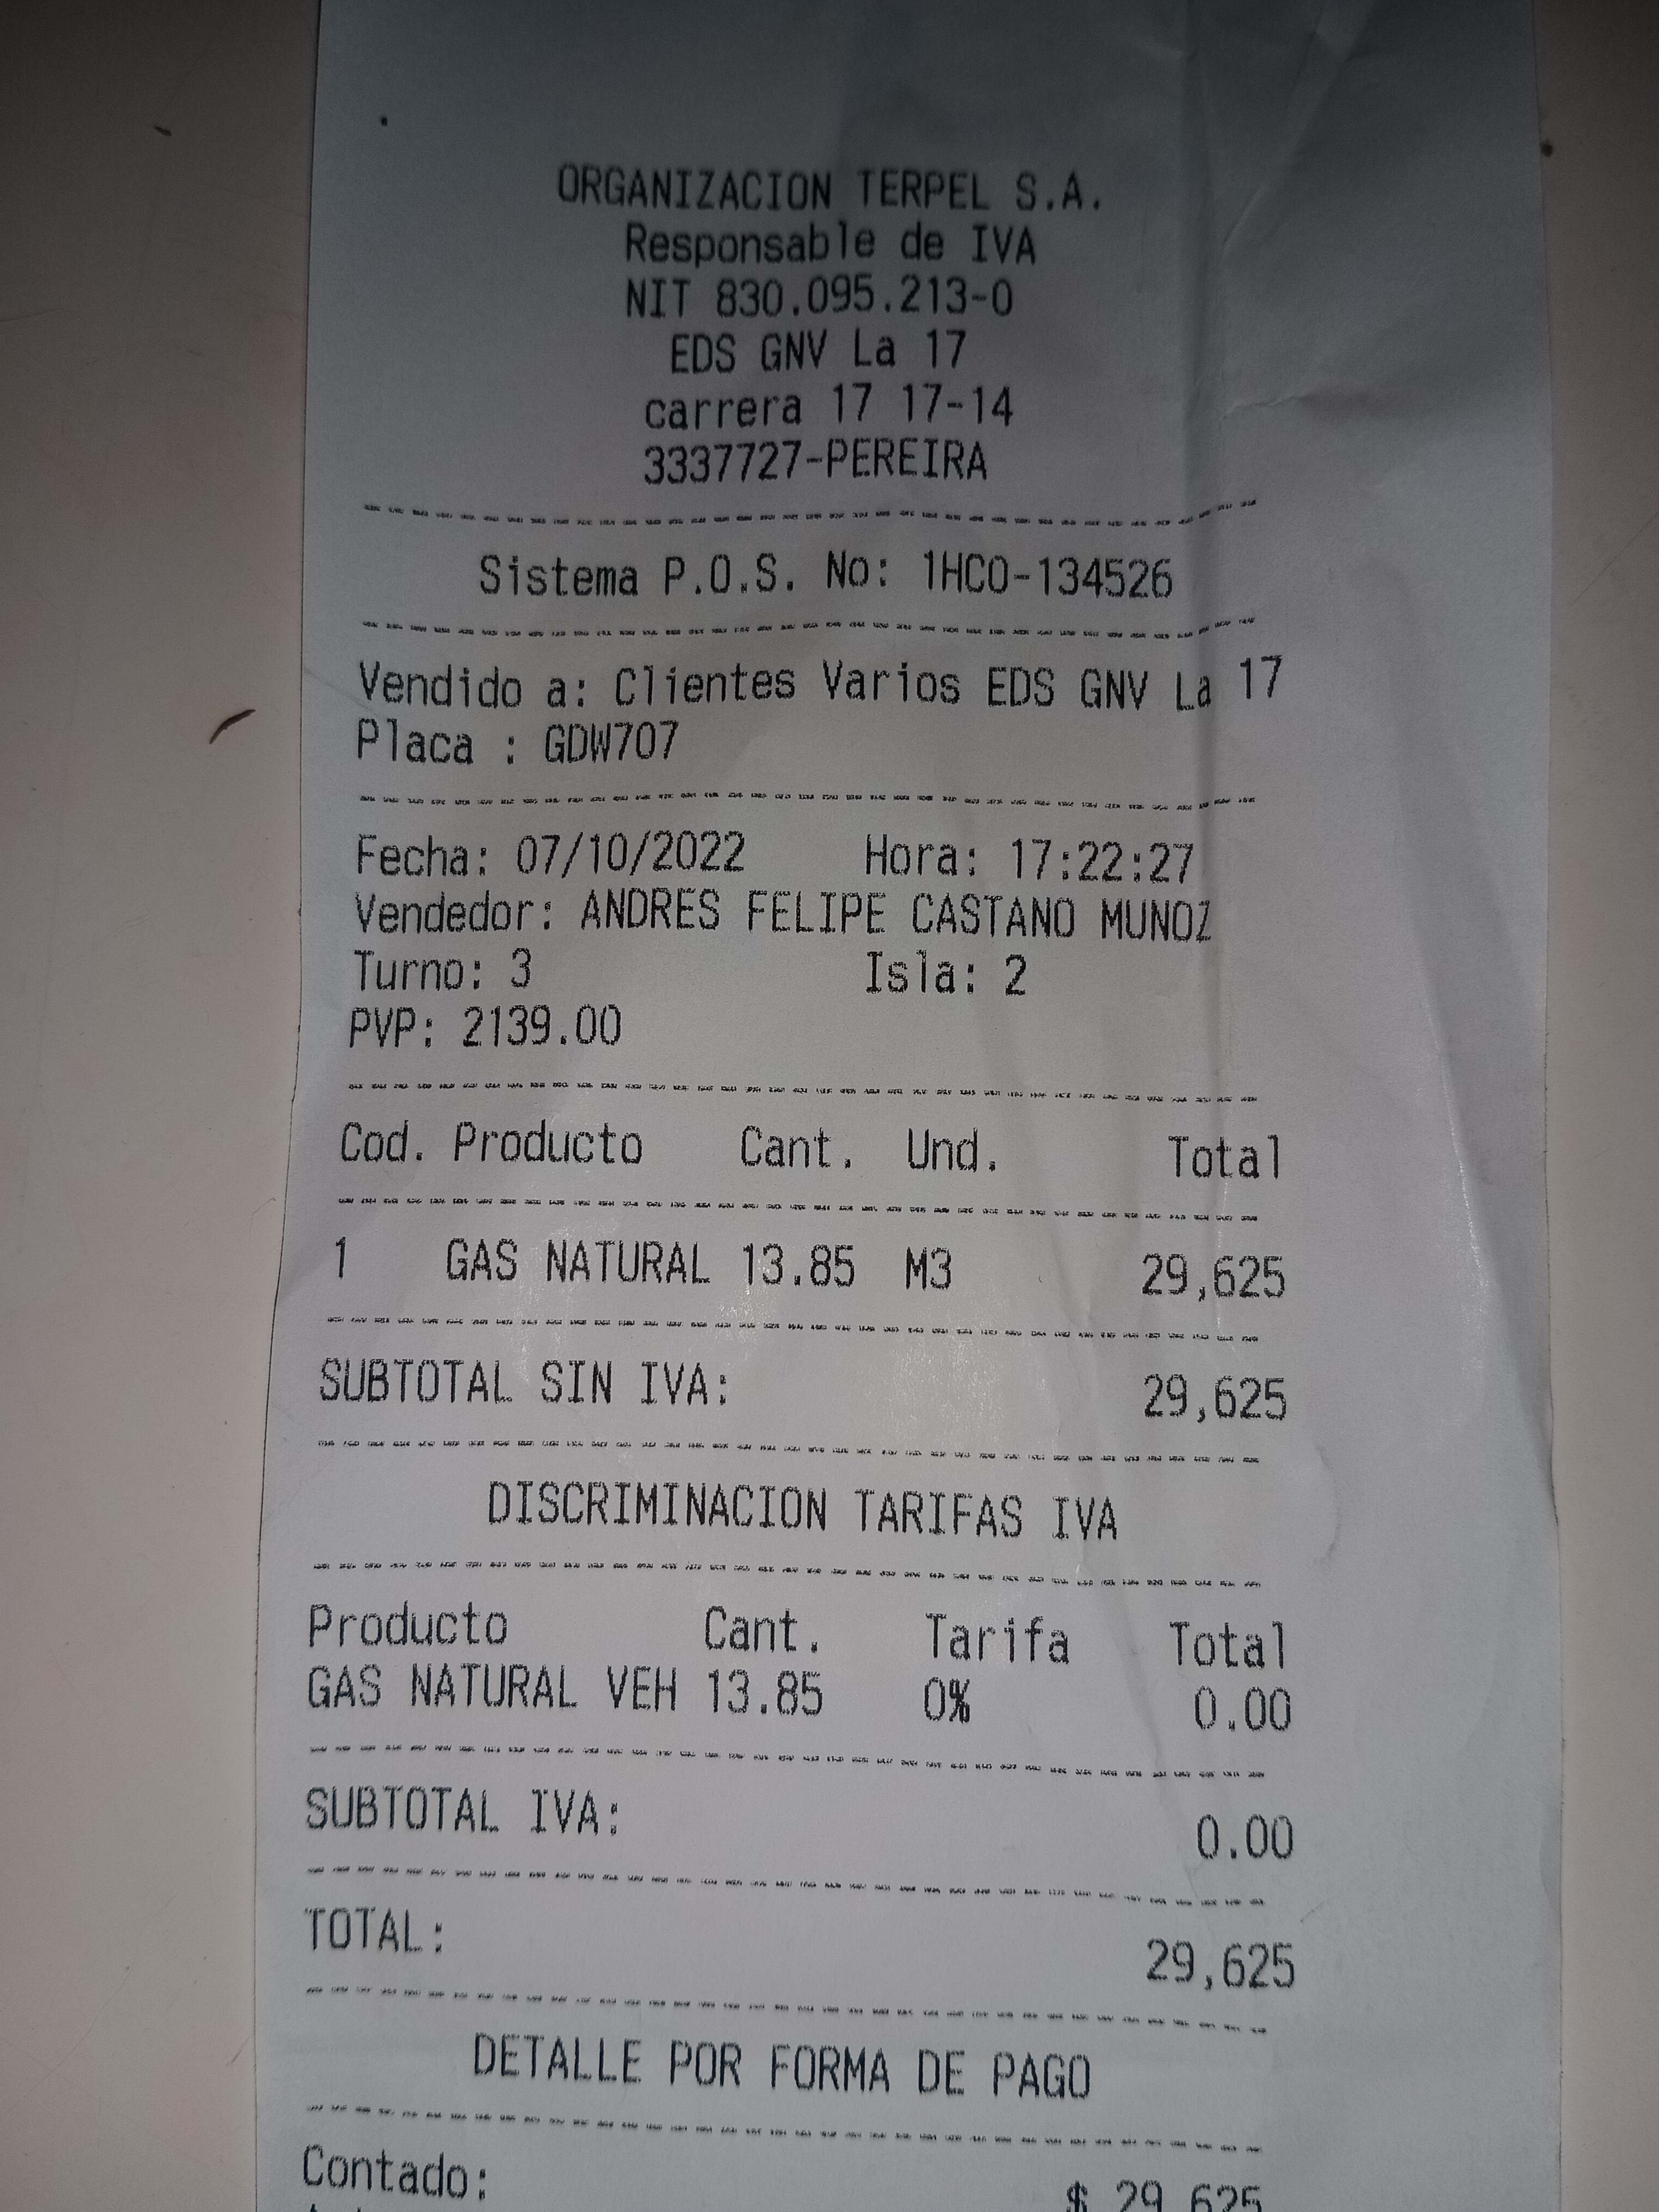 ORGANIZACION TERPEL S.A.
Responsable de IVA
NIT 830.095.213-0
EDS GNV La 17
carrera 17 17-14
3337727-PEREIRA
Sistema P.O.S. No: 1HCO-134526
Vendido a: Clientes Varios EDS GNV La 17
Placa : GDW707
Fecha: 07/10/2022 Hora: 17:22:27
Vendedor: ANDRES FELIPE CASTANO MUNOZ
Turno: 3 Isla: 2
PVP: 2139.00
Cod. Producto Cant. Und. Total
1 GAS NATURAL 13.85 M3 29,625
SUBTOTAL SIN IVA: 29,625
DISCRIMINACION TARIFAS IVA
Producto Cant. Tarifa Total
GAS NATURAL VEH 13.85 0% 0.00
SUBTOTAL IVA: 0.00
TOTAL: 29,625
DETALLE POR FORMA DE PAGO
Contado: $ 29,625